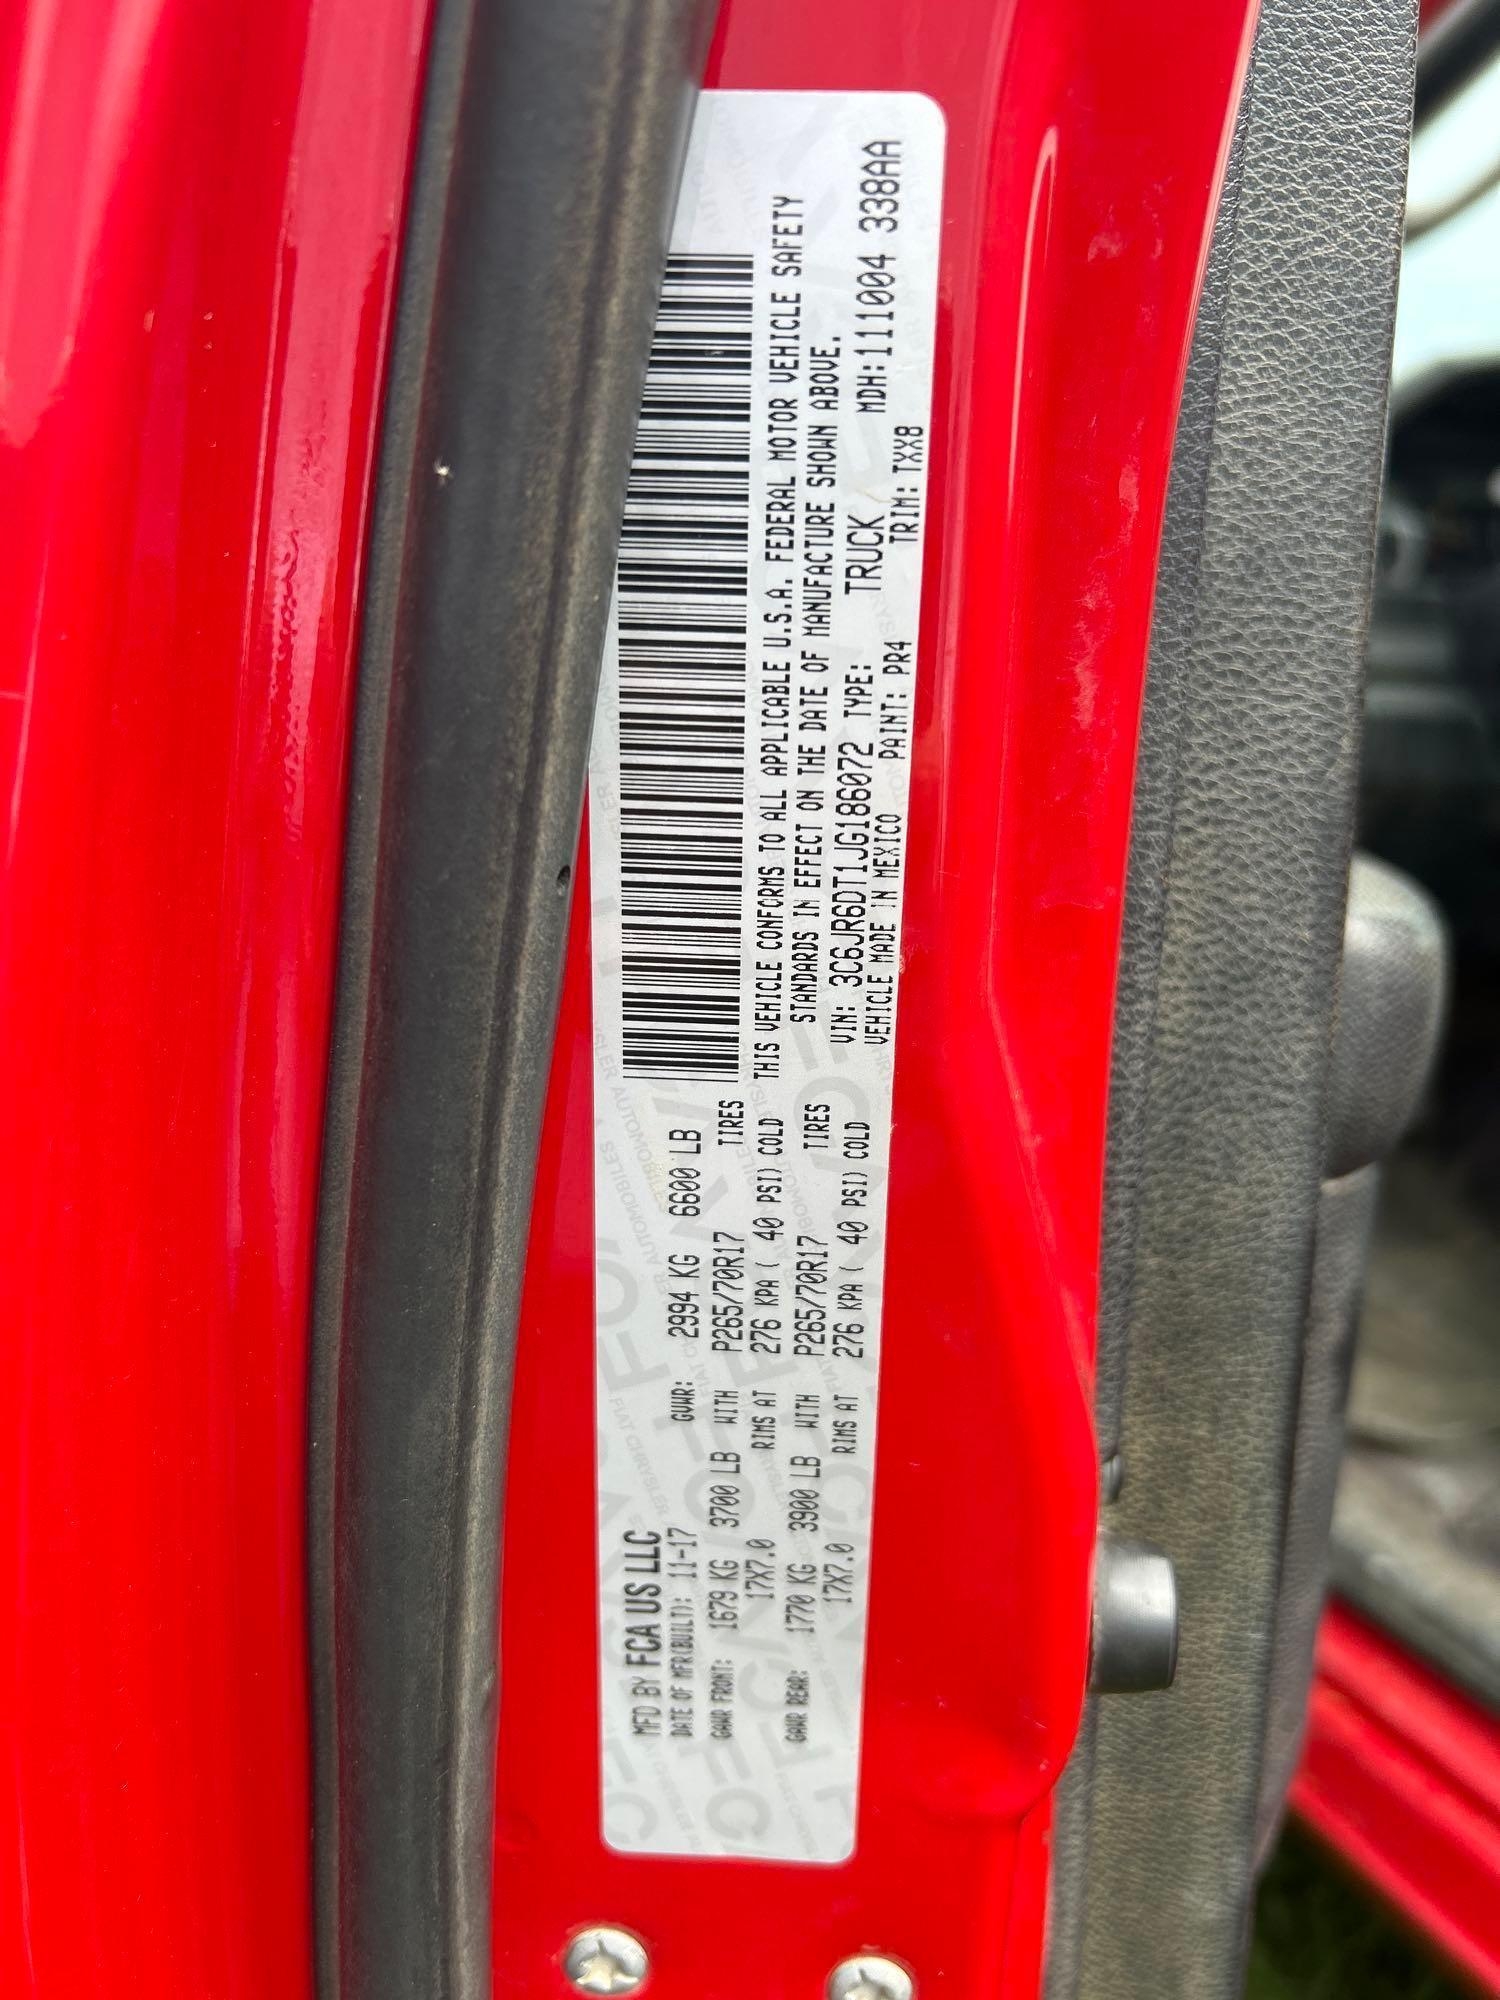 MFD BY FCA US LLC
DATE OF MFR(BUILT): 11-17 GVWR: 2994 KG 6600 LB
GAWR FRONT: 1679 KG 3700 LB WITH P265/70R17 TIRES
17X7.0 RIMS AT 276 KPA ( 40 PSI) COLD
GAWR REAR: 1770 KG 3900 LB WITH P265/70R17 TIRES
17X7.0 RIMS AT 276 KPA ( 40 PSI) COLD
THIS VEHICLE CONFORMS TO ALL APPLICABLE U.S.A. FEDERAL MOTOR VEHICLE SAFETY
STANDARDS IN EFFECT ON THE DATE OF MANUFACTURE SHOWN ABOVE.
VIN: 3C6JR6DT1JG186072 TYPE: TRUCK MDH:111004 338AA
VEHICLE MADE IN MEXICO PAINT: PR4 TRIM: TXX8